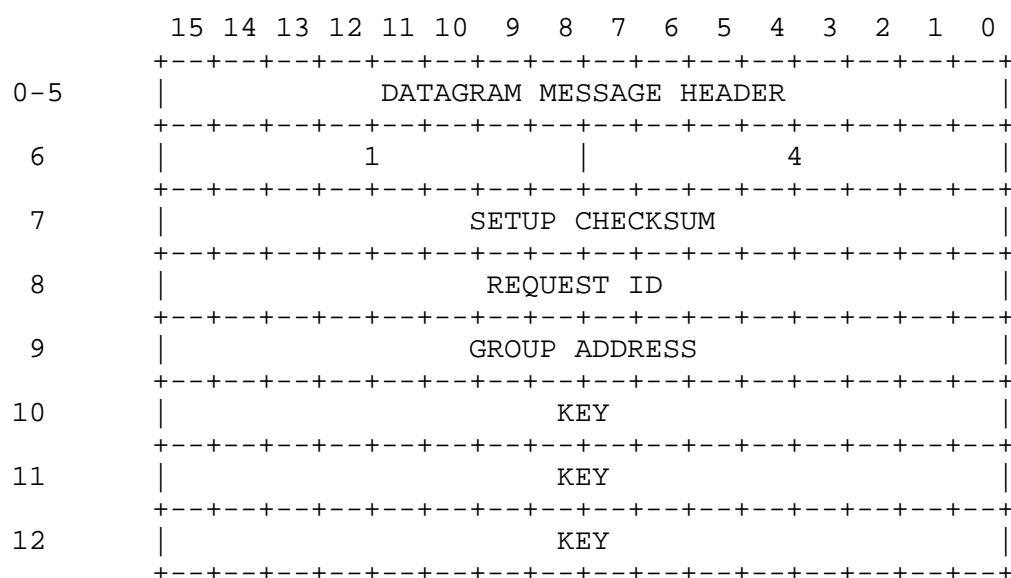 15 14 13 12 11 10 9 8 7 6 5 4 3 2 1 0
+--+--+--+--+--+--+--+--+--+--+--+--+--+--+--+--+
0-5 | DATAGRAM MESSAGE HEADER |
+--+--+--+--+--+--+--+--+--+--+--+--+--+--+--+--+
6 | 1 | 4 |
+--+--+--+--+--+--+--+--+--+--+--+--+--+--+--+--+
7 | SETUP CHECKSUM |
+--+--+--+--+--+--+--+--+--+--+--+--+--+--+--+--+
8 | REQUEST ID |
+--+--+--+--+--+--+--+--+--+--+--+--+--+--+--+--+
9 | GROUP ADDRESS |
+--+--+--+--+--+--+--+--+--+--+--+--+--+--+--+--+
10 | KEY |
+--+--+--+--+--+--+--+--+--+--+--+--+--+--+--+--+
11 | KEY |
+--+--+--+--+--+--+--+--+--+--+--+--+--+--+--+--+
12 | KEY |
+--+--+--+--+--+--+--+--+--+--+--+--+--+--+--+--+